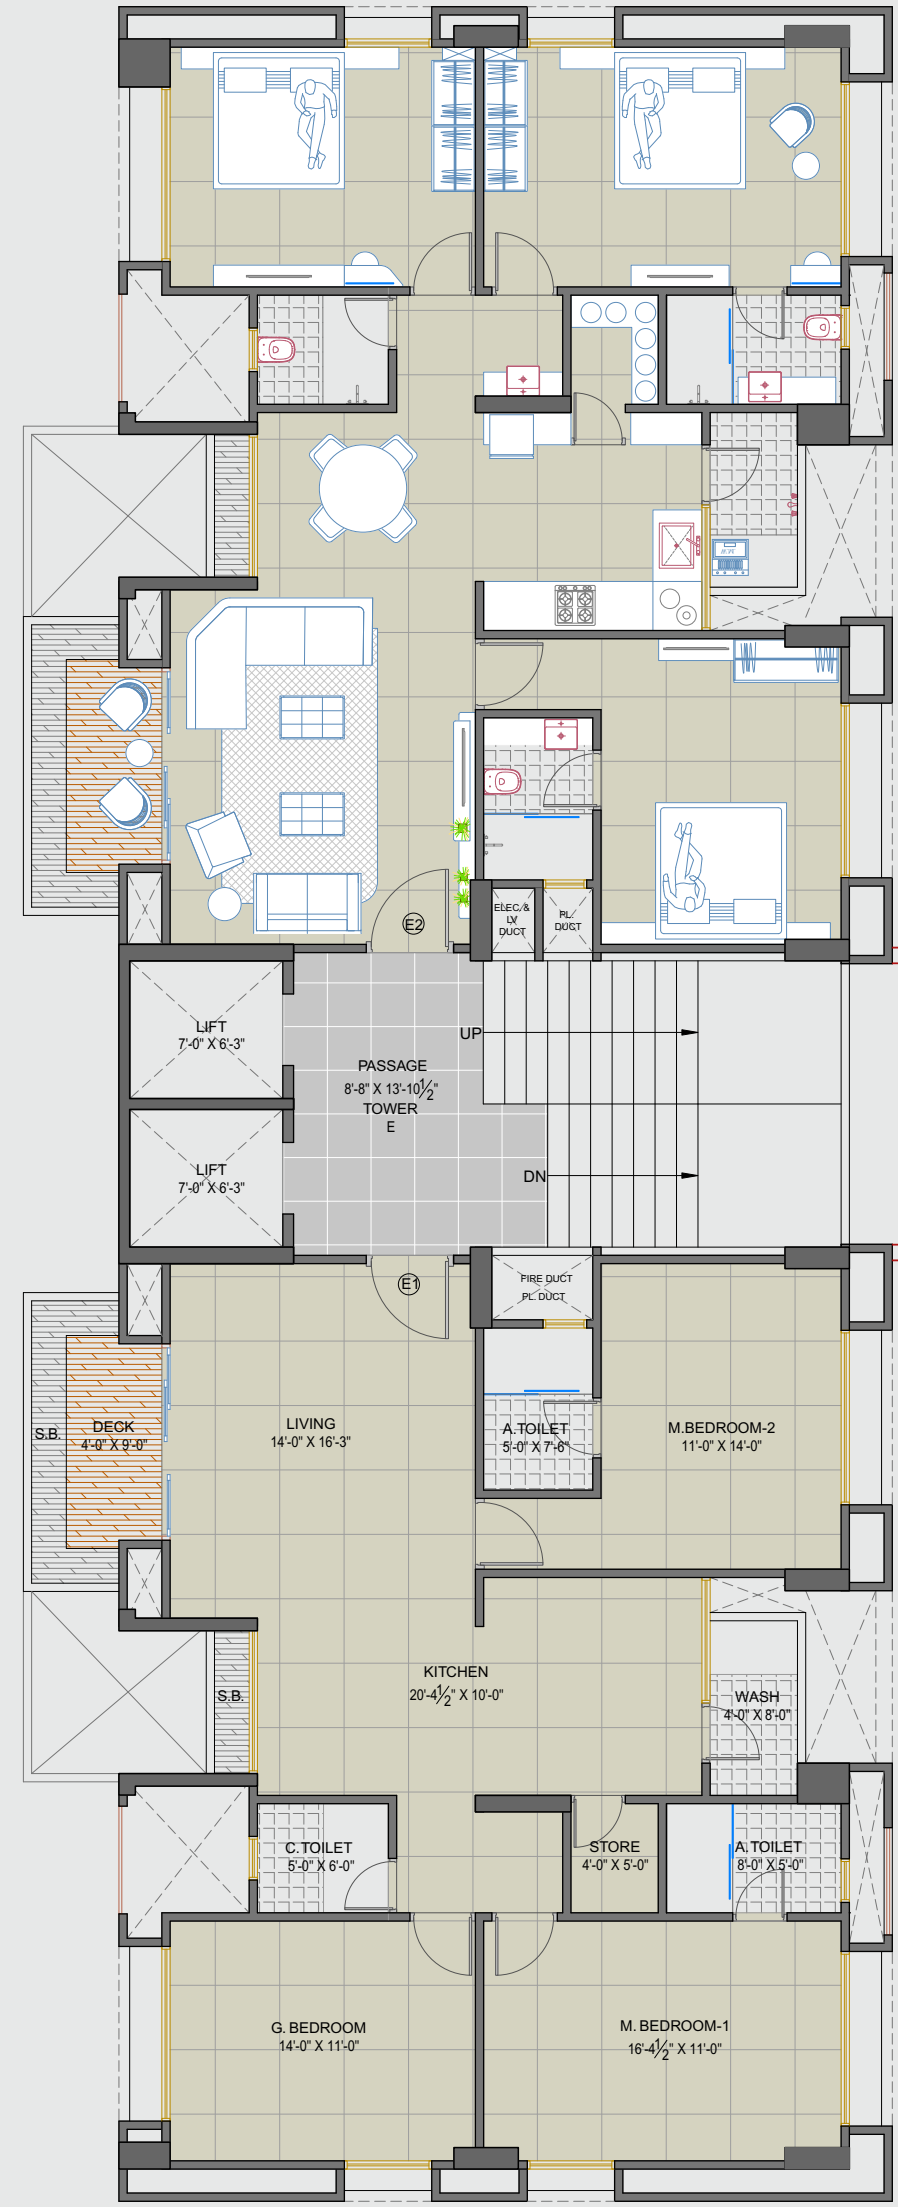 ELEC.&
LV
DUCT
PL.
DUCT
E2
LIFT
7'-0" X 6'-3"
UP
PASSAGE
8'-8" X 13'-10½"
TOWER
E
LIFT
7'-0" X 6'-3"
DN
E1
FIRE DUCT
PL. DUCT
S.B.
DECK
4'-0" X 9'-0"
LIVING
14'-0" X 16'-3"
A.TOILET
5'-0" X 7'-6"
M.BEDROOM-2
11'-0" X 14'-0"
KITCHEN
20'-4½" X 10'-0"
S.B.
WASH
4'-0" X 8'-0"
C.TOILET
5'-0" X 6'-0"
STORE
4'-0" X 5'-0"
A.TOILET
8'-0" X 5'-0"
G. BEDROOM
14'-0" X 11'-0"
M. BEDROOM-1
16'-4½" X 11'-0"